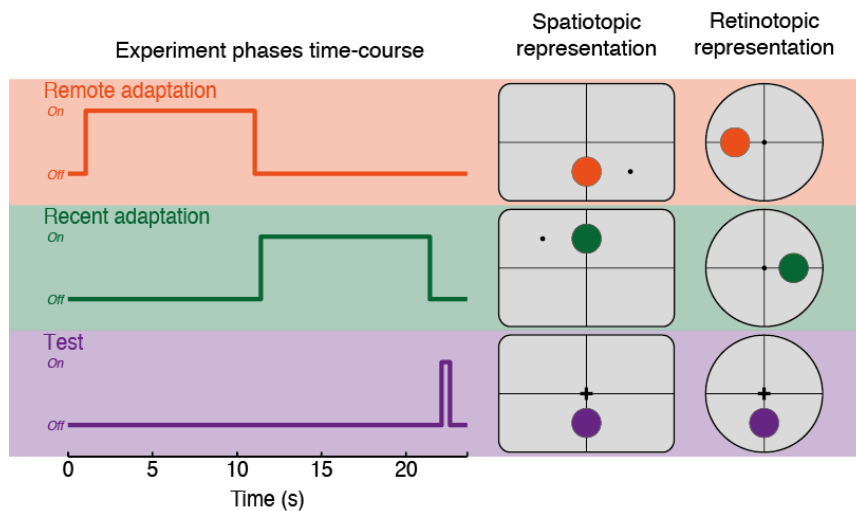 Experiment phases time-course
Spatiotopic
representation
Retinotopic
representation
Remote adaptation
On
Off
Recent adaptation
On
Off
Test
On
Off
0 5 10 15 20
Time (s)